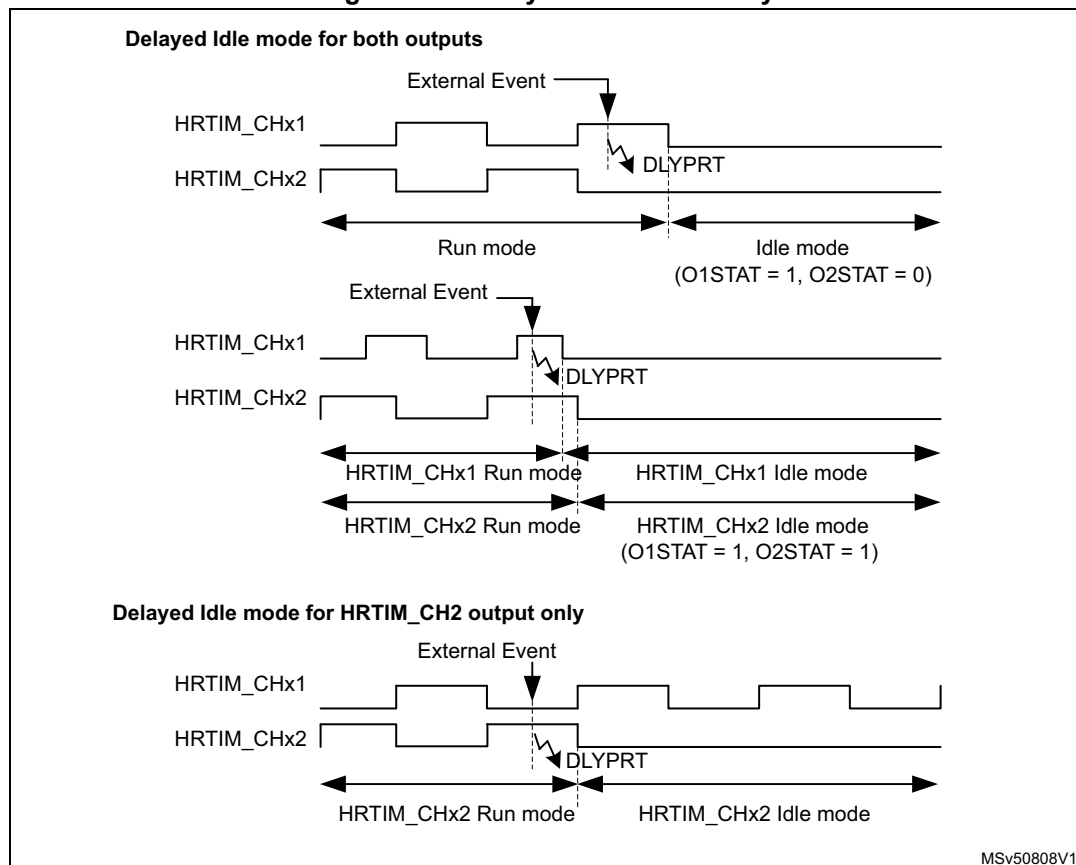 Delayed Idle mode for both outputs
External Event
HRTIM_CHx1
DLYPRT
HRTIM_CHx2
Run mode
Idle mode
(O1STAT = 1, O2STAT = 0)
External Event
HRTIM_CHx1
DLYPRT
HRTIM_CHx2
HRTIM_CHx1 Run mode
HRTIM_CHx1 Idle mode
HRTIM_CHx2 Run mode
HRTIM_CHx2 Idle mode
(O1STAT = 1, O2STAT = 1)
Delayed Idle mode for HRTIM_CH2 output only
External Event
HRTIM_CHx1
HRTIM_CHx2
DLYPRT
HRTIM_CHx2 Run mode
HRTIM_CHx2 Idle mode
MSv50808V1